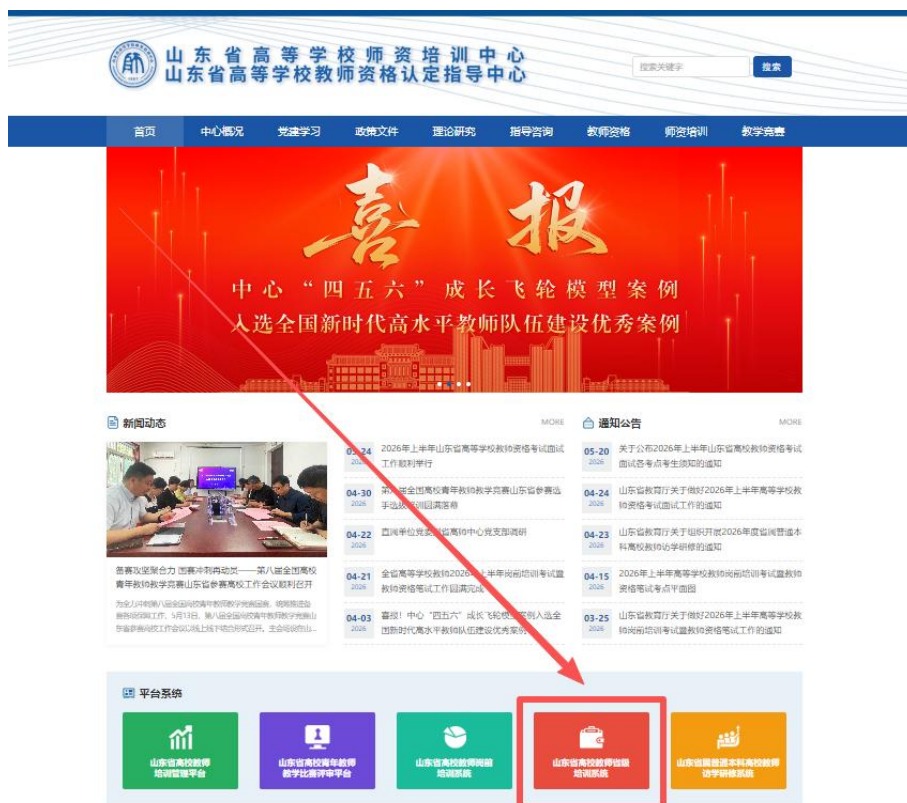 山东省高等学校师资培训中心
山东省高等学校教师资格认定指导中心
搜索关键字
搜索
首页
中心概况
党建学习
政策文件
理论研究
指导咨询
教师资格
师资培训
教学竞赛
喜报
中心“四五六”成长飞轮模型案例
入选全国新时代高水平教师队伍建设优秀案例
新闻动态
MORE
备赛攻坚聚合力 国赛冲刺再动员——第八届全国高校
青年教师教学竞赛山东省参赛高校工作会议顺利召开
05-24
2026
2026年上半年山东省高等学校教师资格考试面试
工作顺利举行
04-30
2026
第八届全国高校青年教师教学竞赛山东省参赛选
手选拔培训圆满落幕
04-22
2026
直属单位党委到省高师中心党支部调研
04-21
2026
全省高等学校教师2026年上半年岗前培训考试暨
教师资格笔试工作圆满完成
04-03
2026
喜报！中心“四五六”成长飞轮模型案例入选全
国新时代高水平教师队伍建设优秀案例
通知公告
MORE
05-20
2026
关于公布2026年上半年山东省高校教师资格考试
面试各考点考生须知的通知
04-24
2026
山东省教育厅关于做好2026年上半年高等学校教
师资格考试面试工作的通知
04-23
2026
山东省教育厅关于组织开展2026年度省属普通本
科高校教师访学研修的通知
04-15
2026
2026年上半年高等学校教师岗前培训考试暨教师
资格笔试考点平面图
03-25
2026
山东省教育厅关于做好2026年上半年高等学校教
师岗前培训考试暨教师资格笔试工作的通知
平台系统
山东省高校教师
培训管理平台
山东省高校青年教师
教学比赛评审平台
山东省高校教师岗前
培训系统
山东省高校教师省级
培训系统
山东省属普通本科高校教师
访学研修系统